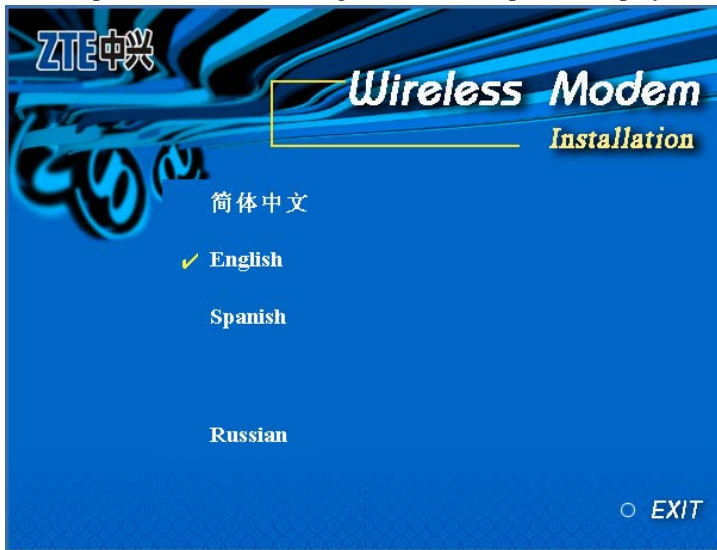 ZTE中兴
Wireless Modem
Installation
简体中文
English
Spanish
Russian
EXIT